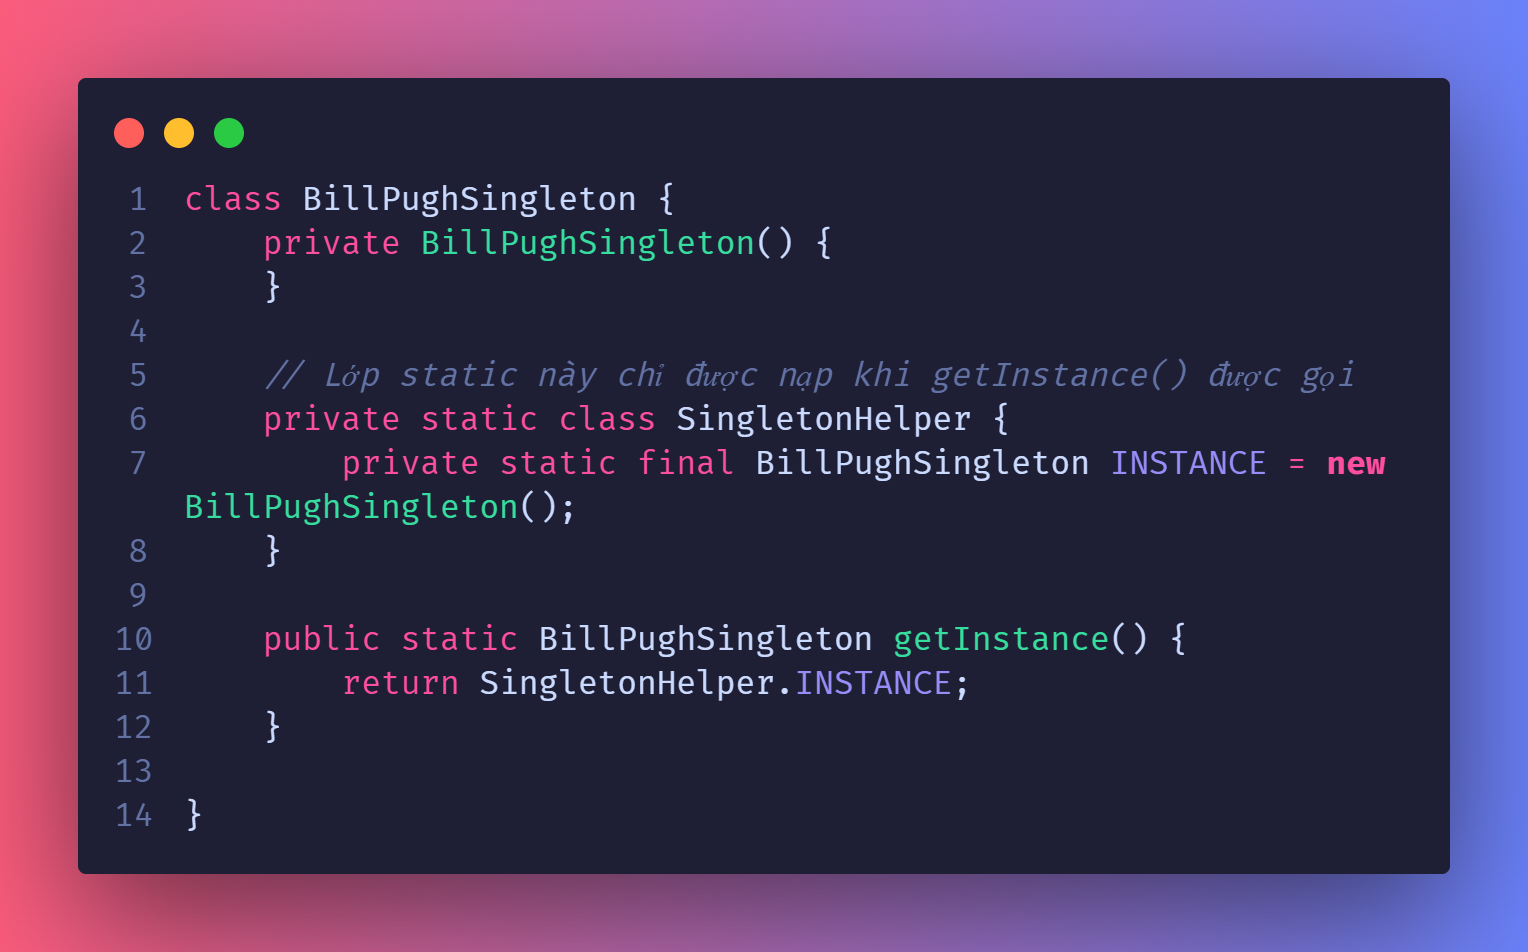 1 class BillPughSingleton {
2     private BillPughSingleton() {
3     }
4
5     // Lớp static này chỉ được nạp khi getInstance() được gọi
6     private static class SingletonHelper {
7         private static final BillPughSingleton INSTANCE = new
BillPughSingleton();
8     }
9
10     public static BillPughSingleton getInstance() {
11         return SingletonHelper.INSTANCE;
12     }
13
14 }